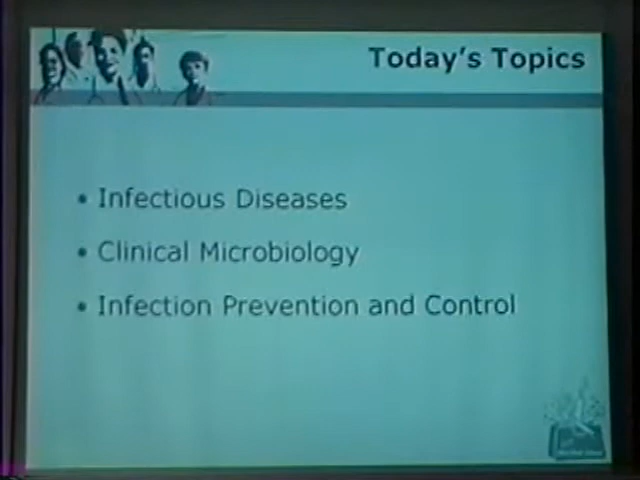 Today's Topics
• Infectious Diseases
• Clinical Microbiology
• Infection Prevention and Control